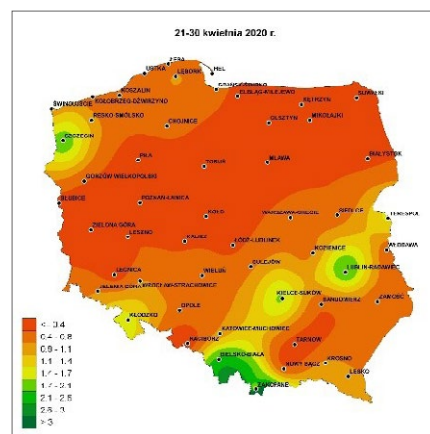 21-30 kwietnia 2020 r.
ŁEBA
USTKA
LĘBORK
HEL
KOSZALIN
ŚWINOUJŚCIE
KOŁOBRZEG-DŹWIRZYNO
ELBLĄG-MILEJEWO
SUWAŁKI
KĘTRZYN
RESKO-SMÓLSKO
CHOJNICE
OLSZTYN
MIKOŁAJKI
SZCZECIN
PIŁA
TORUŃ
MŁAWA
BIAŁYSTOK
GORZÓW WIELKOPOLSKI
SŁUBICE
POZNAŃ-ŁAWICA
KOŁO
WARSZAWA-OKĘCIE
SIEDLCE
TERESPOL
ZIELONA GÓRA
LESZNO
KALISZ
ŁÓDŹ-LUBLINEK
KOZIENICE
WŁODAWA
SULEJÓW
LEGNICA
WIELUŃ
LUBLIN-RADAWIEC
JELENIA GÓRA
WROCŁAW-STRACHOWICE
KIELCE-SUKÓW
SANDOMIERZ
ZAMOŚĆ
KŁODZKO
OPOLE
RACIBÓRZ
KATOWICE-MUCHOWIEC
TARNÓW
BIELSKO-BIAŁA
NOWY SĄCZ
KROSNO
LESKO
ZAKOPANE
< 0.4
0.4 - 0.8
0.8 - 1.1
1.1 - 1.4
1.4 - 1.7
1.7 - 2.1
2.1 - 2.5
2.5 - 3
> 3